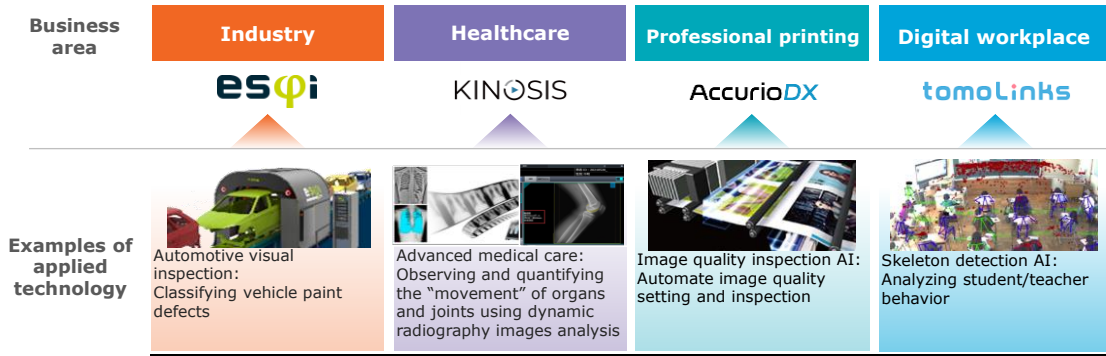 Business
area
Industry
Healthcare
Professional printing
Digital workplace
esφi
KINOSIS
AccurioDX
tomoLinks
Examples of
applied
technology
Automotive visual
inspection:
Classifying vehicle paint
defects
Advanced medical care:
Observing and quantifying
the “movement” of organs
and joints using dynamic
radiography images analysis
Image quality inspection AI:
Automate image quality
setting and inspection
Skeleton detection AI:
Analyzing student/teacher
behavior